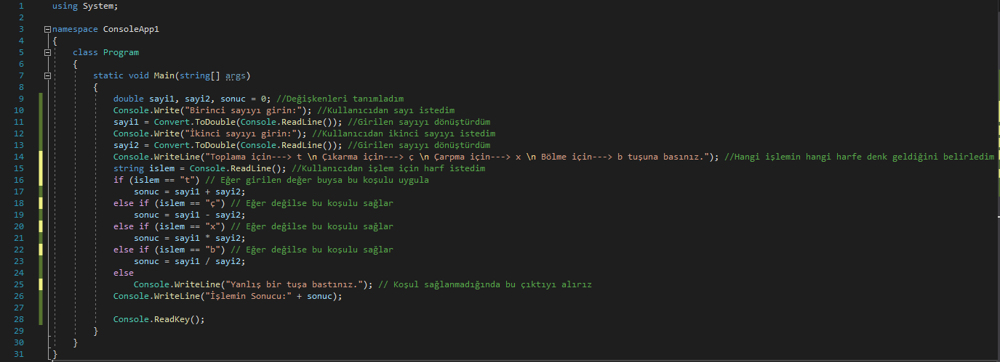 1 using System;
2
3 namespace ConsoleApp1
4 {
5 class Program
6 {
7 static void Main(string[] args)
8 {
9 double sayi1, sayi2, sonuc = 0; //Değişkenleri tanımladım
10 Console.Write("Birinci sayıyı girin:"); //Kullanıcıdan sayı istedim
11 sayi1 = Convert.ToDouble(Console.ReadLine()); //Girilen sayıyı dönüştürdüm
12 Console.Write("İkinci sayıyı girin:"); //Kullanıcıdan ikinci sayıyı istedim
13 sayi2 = Convert.ToDouble(Console.ReadLine()); //Girilen sayıyı dönüştürdüm
14 Console.WriteLine("Toplama için---> t \n Çıkarma için---> ç \n Çarpma için---> x \n Bölme için---> b tuşuna basınız."); //Hangi işlemin hangi harfe denk geldiğini belirledim
15 string islem = Console.ReadLine(); //Kullanıcıdan işlem için harf istedim
16 if (islem == "t") // Eğer girilen değer buysa bu koşulu uygula
17 sonuc = sayi1 + sayi2;
18 else if (islem == "ç") // Eğer değilse bu koşulu sağlar
19 sonuc = sayi1 - sayi2;
20 else if (islem == "x") // Eğer değilse bu koşulu sağlar
21 sonuc = sayi1 * sayi2;
22 else if (islem == "b") // Eğer değilse bu koşulu sağlar
23 sonuc = sayi1 / sayi2;
24 else
25 Console.WriteLine("Yanlış bir tuşa bastınız."); // Koşul sağlanmadığında bu çıktıyı alırız
26 Console.WriteLine("İşlemin Sonucu:" + sonuc);
27
28 Console.ReadKey();
29 }
30 }
31 }